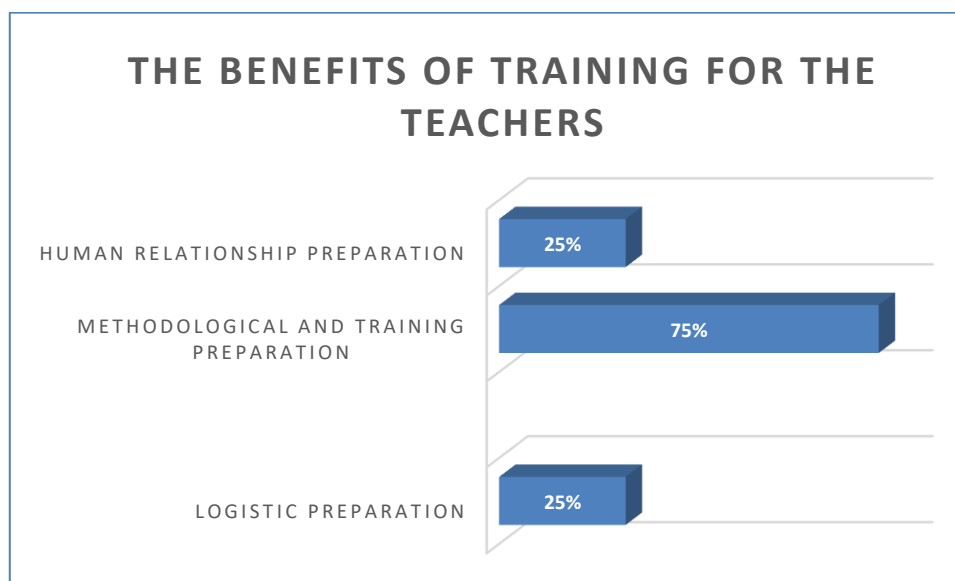 THE BENEFITS OF TRAINING FOR THE
TEACHERS
HUMAN RELATIONSHIP PREPARATION
25%
METHODOLOGICAL AND TRAINING
PREPARATION
75%
LOGISTIC PREPARATION
25%